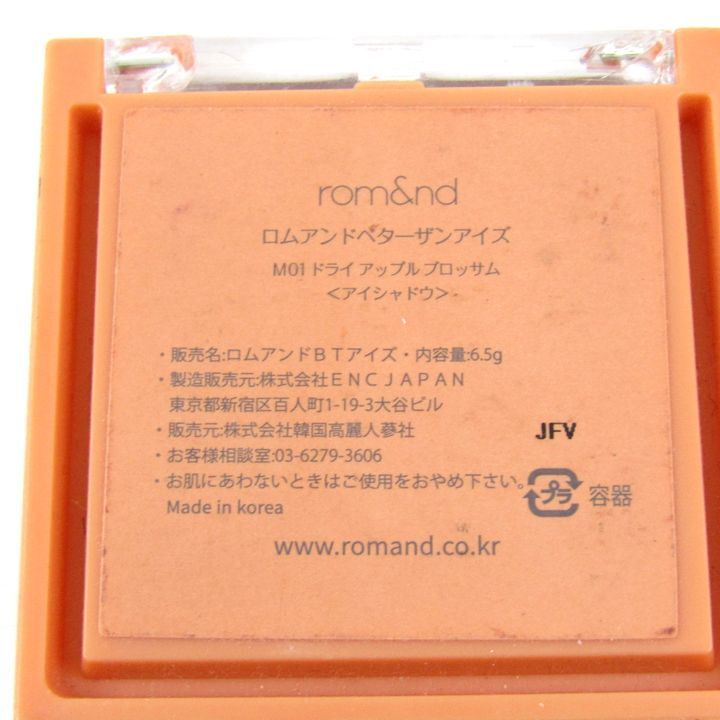 rom&nd
ロムアンドベターザンアイズ
M01 ドライ アップル ブロッサム
＜アイシャドウ＞
・販売名:ロムアンドＢＴアイズ・内容量:6.5g
・製造販売元:株式会社ＥＮＣＪＡＰＡＮ
東京都新宿区百人町1-19-3大谷ビル
・販売元:株式会社韓国高麗人蔘社
JFV
・お客様相談室:03-6279-3606
・お肌にあわないときはご使用をおやめ下さい。
プラ 容器
Made in korea
www.romand.co.kr